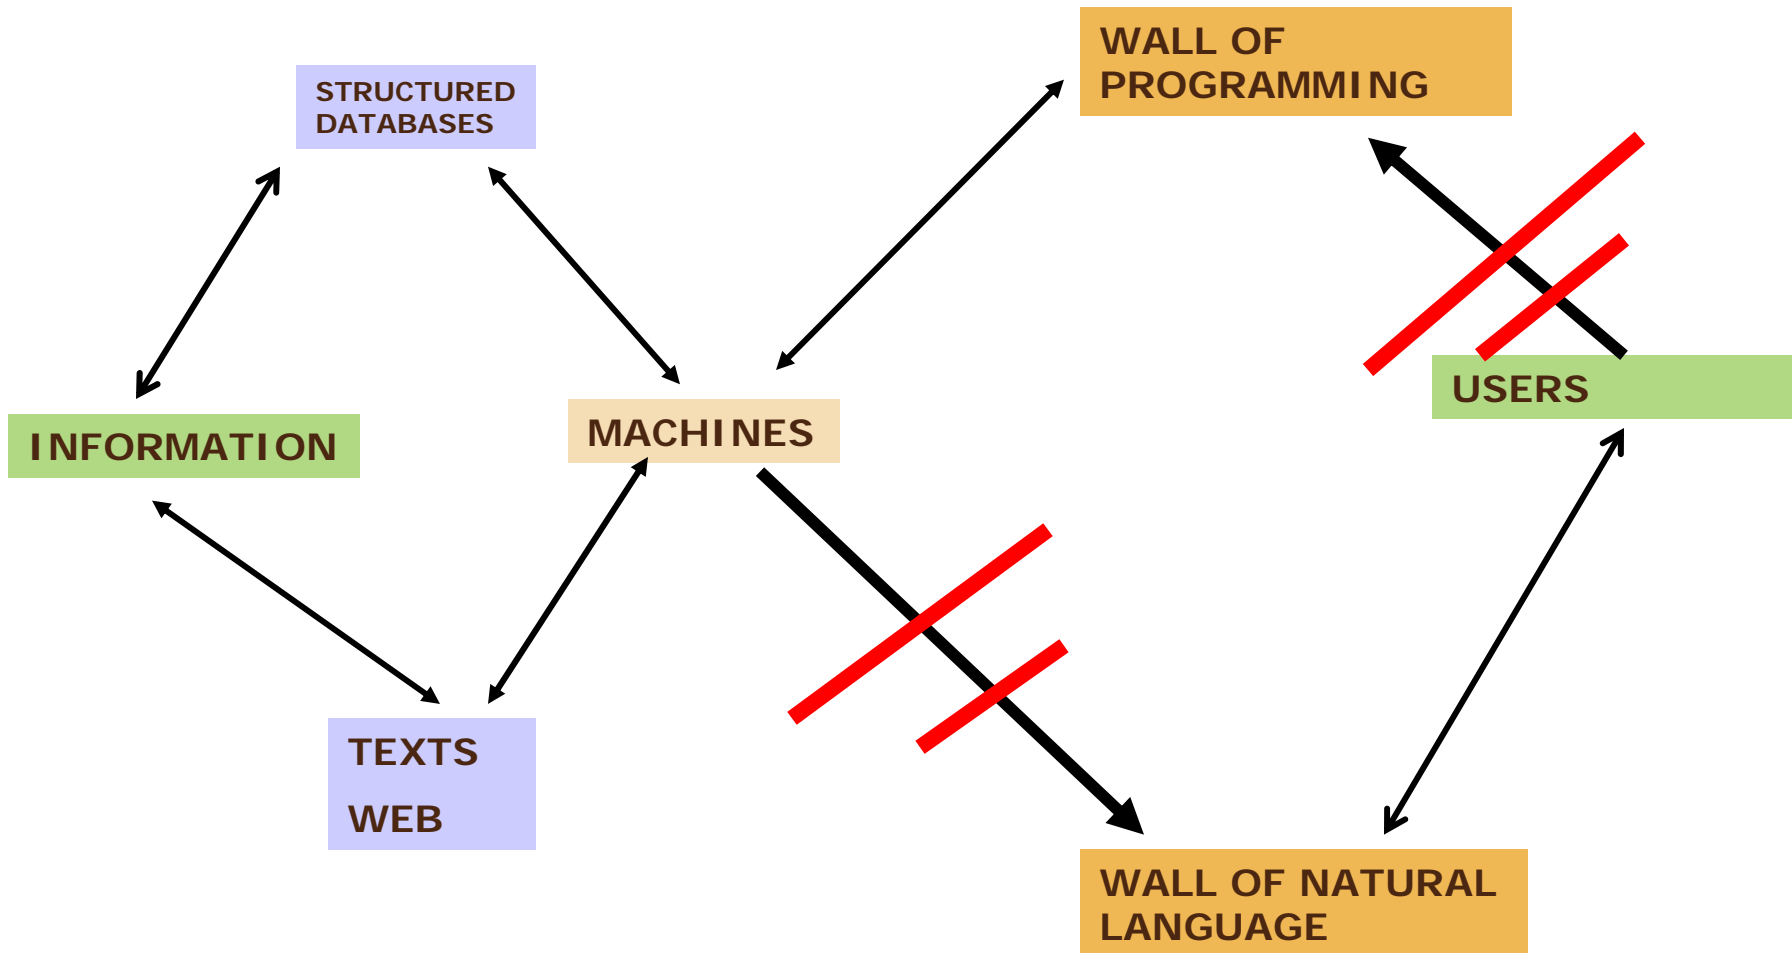 WALL OF
PROGRAMMING
STRUCTURED
DATABASES
USERS
INFORMATION
MACHINES
TEXTS
WEB
WALL OF NATURAL
LANGUAGE